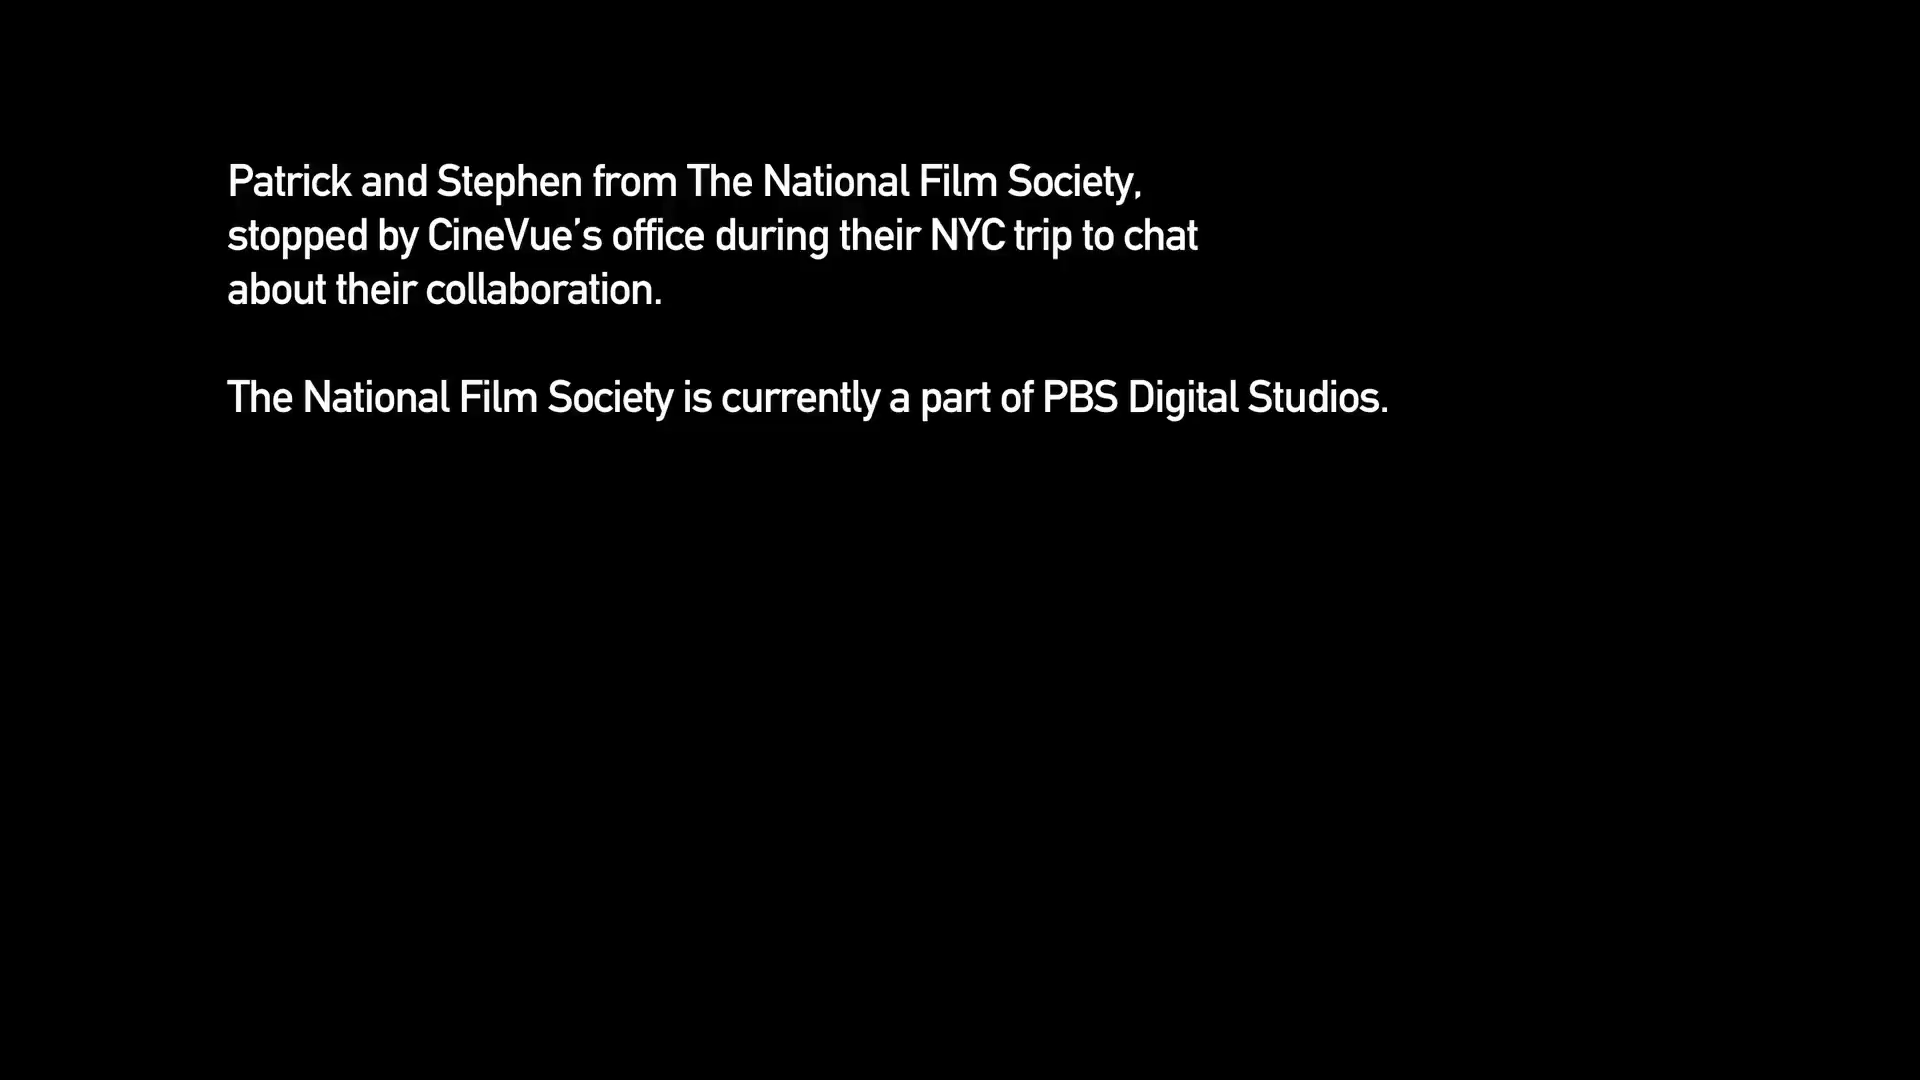 Patrick and Stephen from The National Film Society,
stopped by CineVue’s office during their NYC trip to chat
about their collaboration.
The National Film Society is currently a part of PBS Digital Studios.